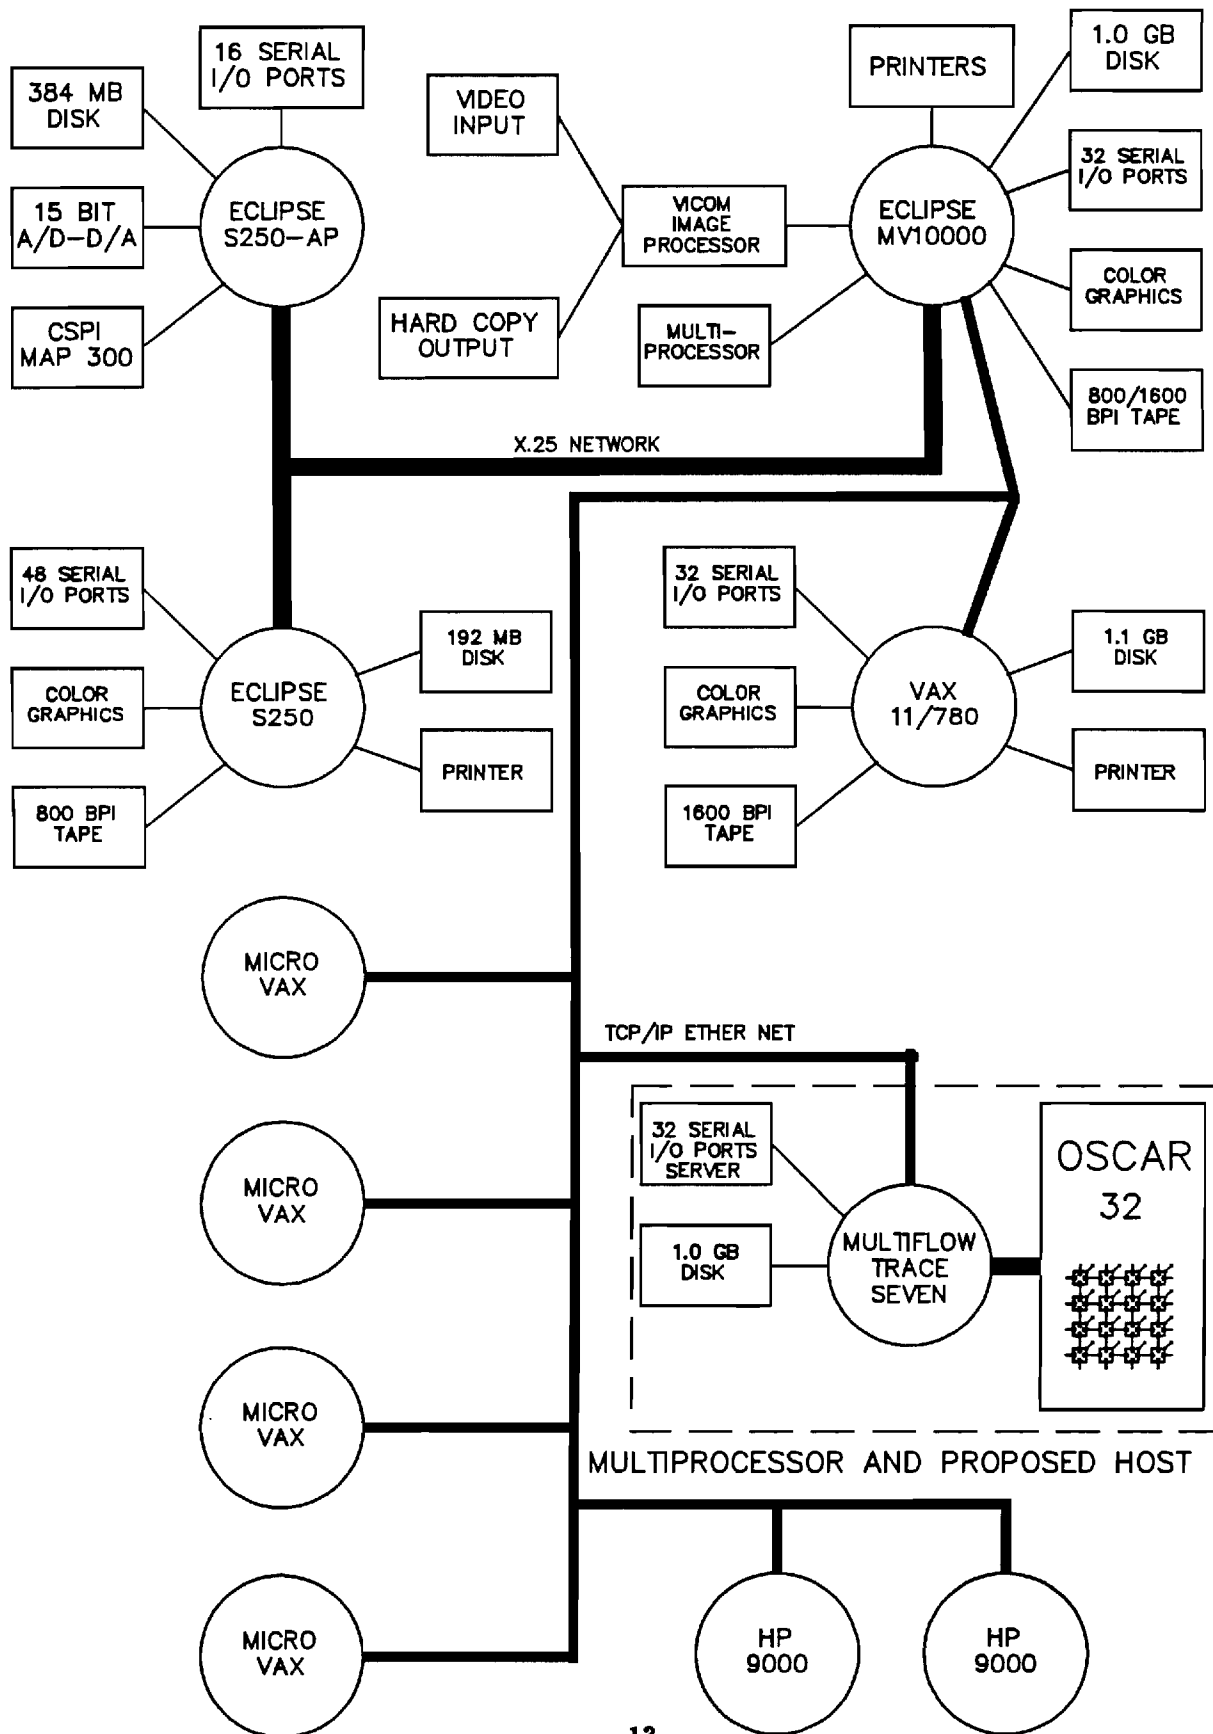 16 SERIAL
I/O PORTS
384 MB
DISK
15 BIT
A/D-D/A
CSPI
MAP 300
ECLIPSE
S250-AP
VIDEO
INPUT
HARD COPY
OUTPUT
VICOM
IMAGE
PROCESSOR
MULTI-
PROCESSOR
PRINTERS
ECLIPSE
MV10000
1.0 GB
DISK
32 SERIAL
I/O PORTS
COLOR
GRAPHICS
800/1600
BPI TAPE
X.25 NETWORK
48 SERIAL
I/O PORTS
COLOR
GRAPHICS
800 BPI
TAPE
ECLIPSE
S250
192 MB
DISK
PRINTER
32 SERIAL
I/O PORTS
COLOR
GRAPHICS
1600 BPI
TAPE
VAX
11/780
1.1 GB
DISK
PRINTER
MICRO
VAX
TCP/IP ETHER NET
MICRO
VAX
32 SERIAL
I/O PORTS
SERVER
1.0 GB
DISK
MULTIFLOW
TRACE
SEVEN
OSCAR
32
MICRO
VAX
MULTIPROCESSOR AND PROPOSED HOST
MICRO
VAX
HP
9000
HP
9000